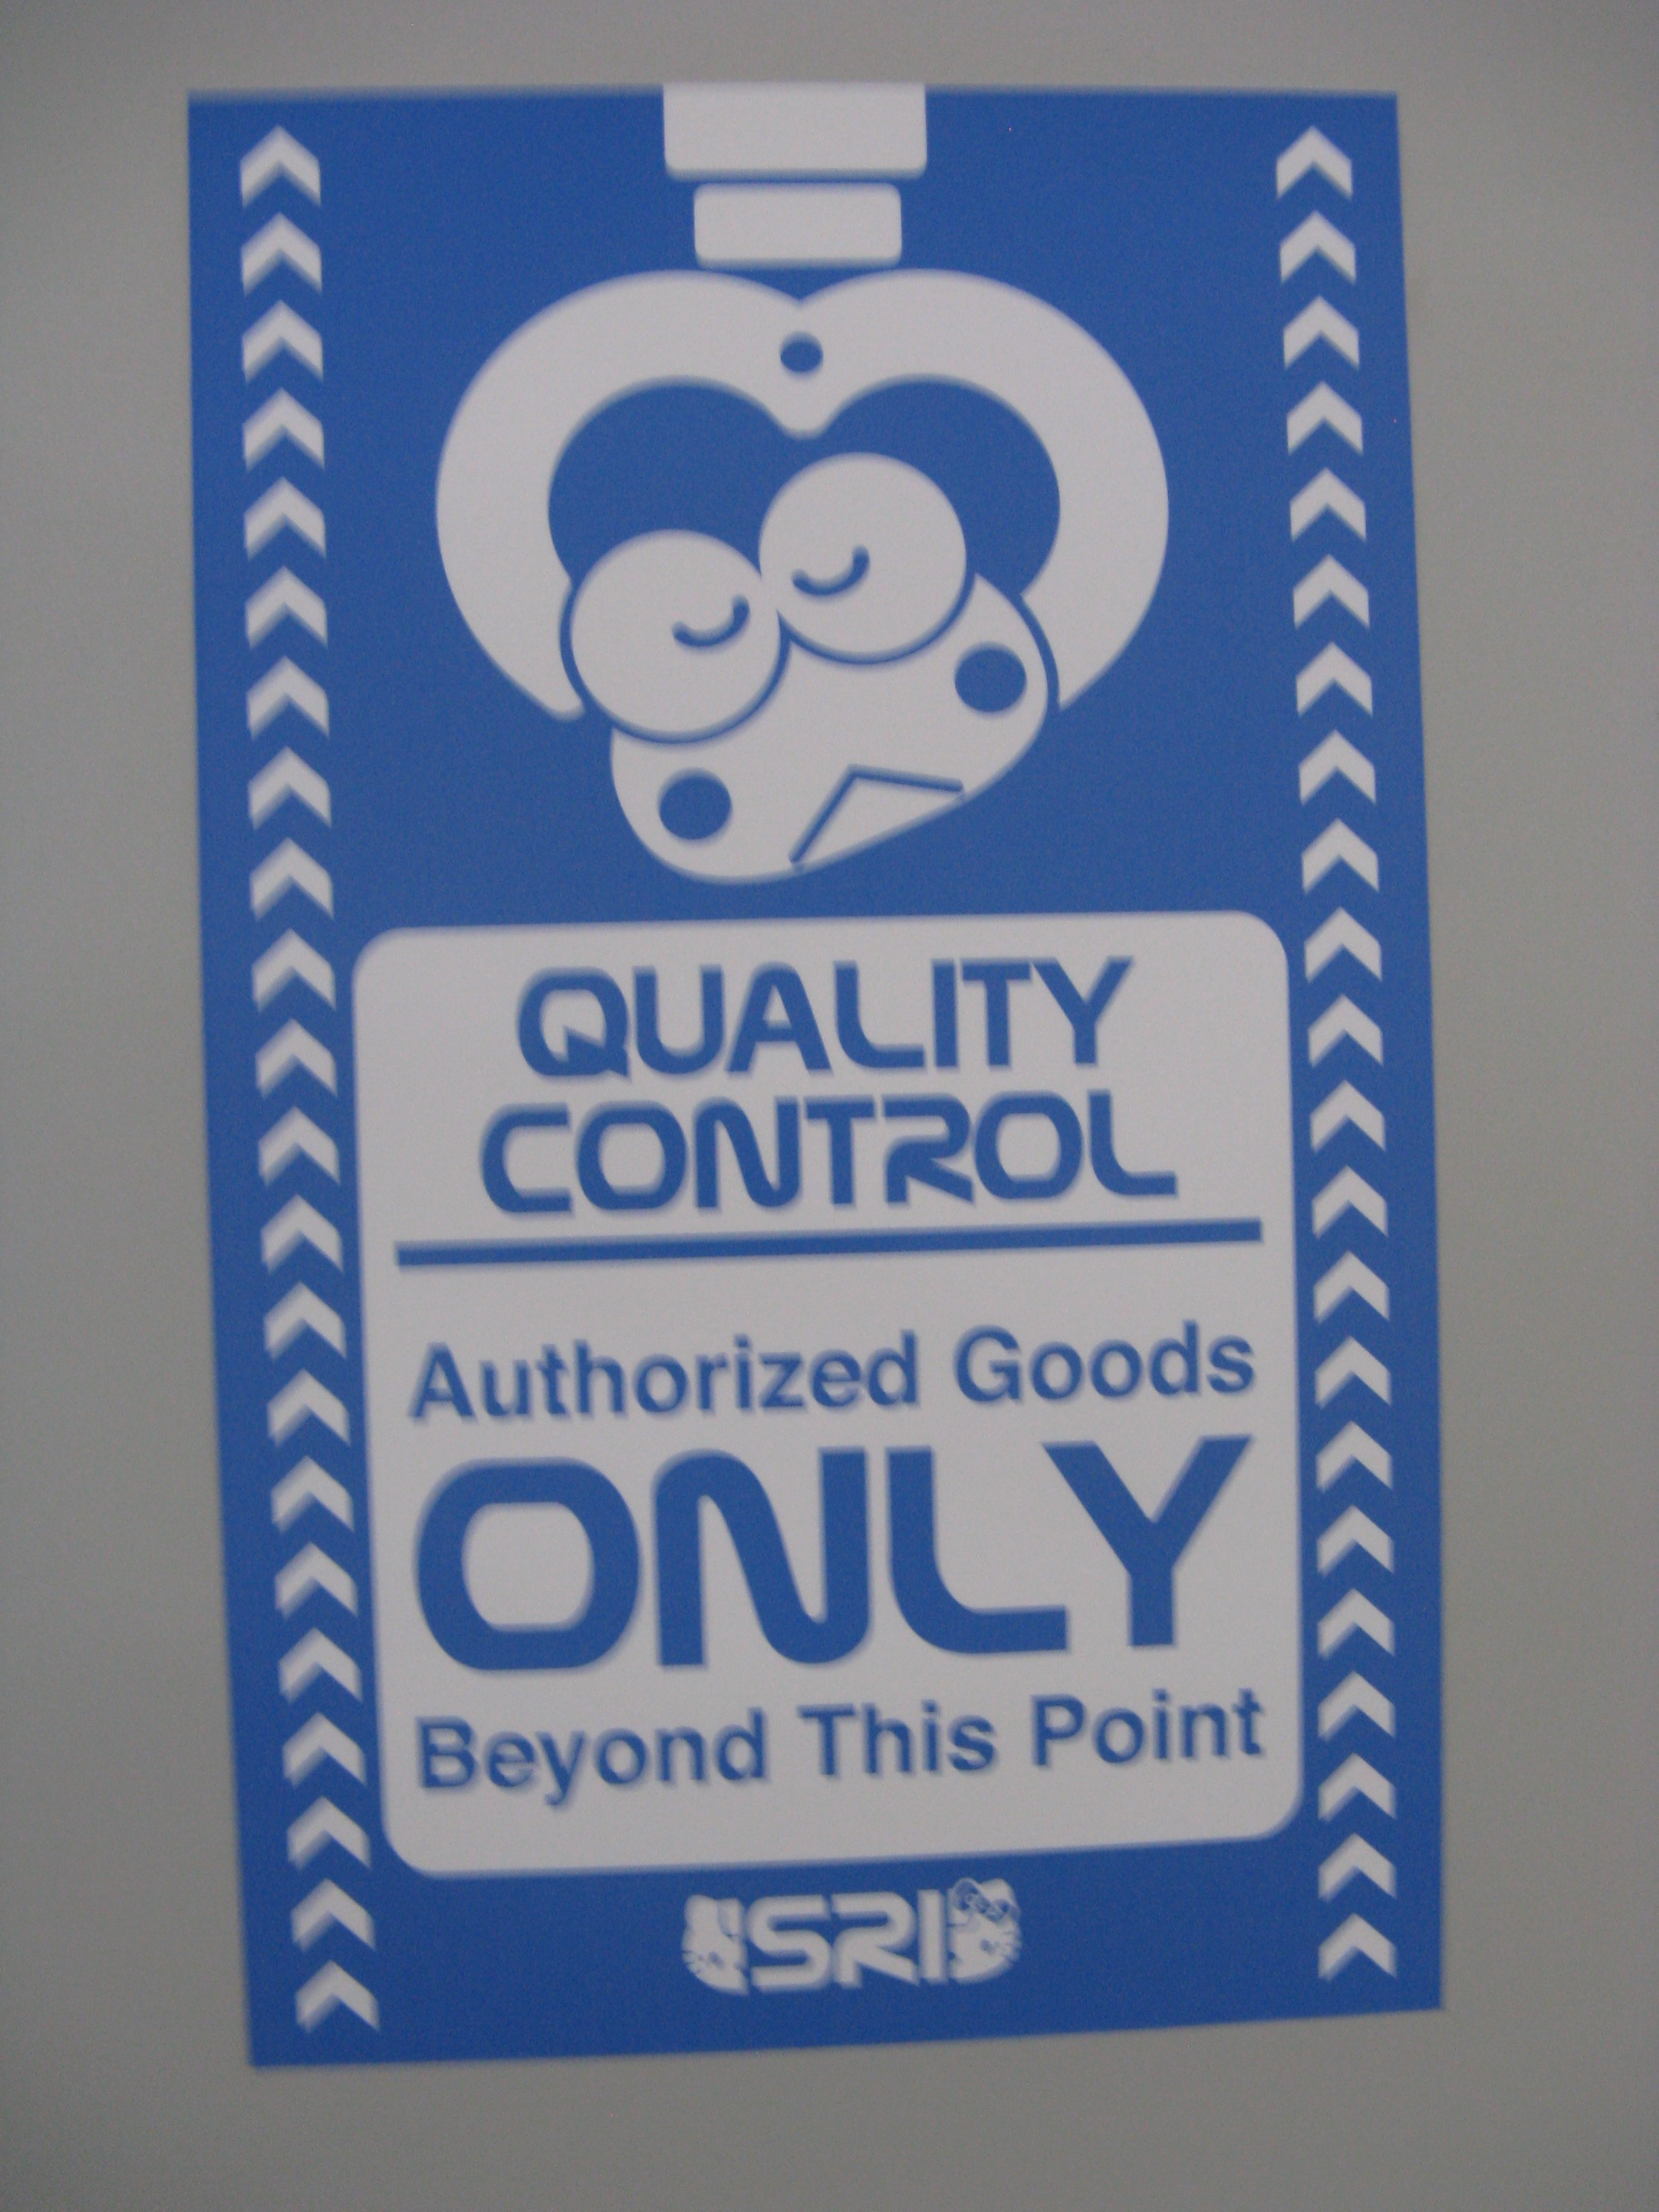 QUALITY
CONTROL
Authorized Goods
ONLY
Beyond This Point
SRI